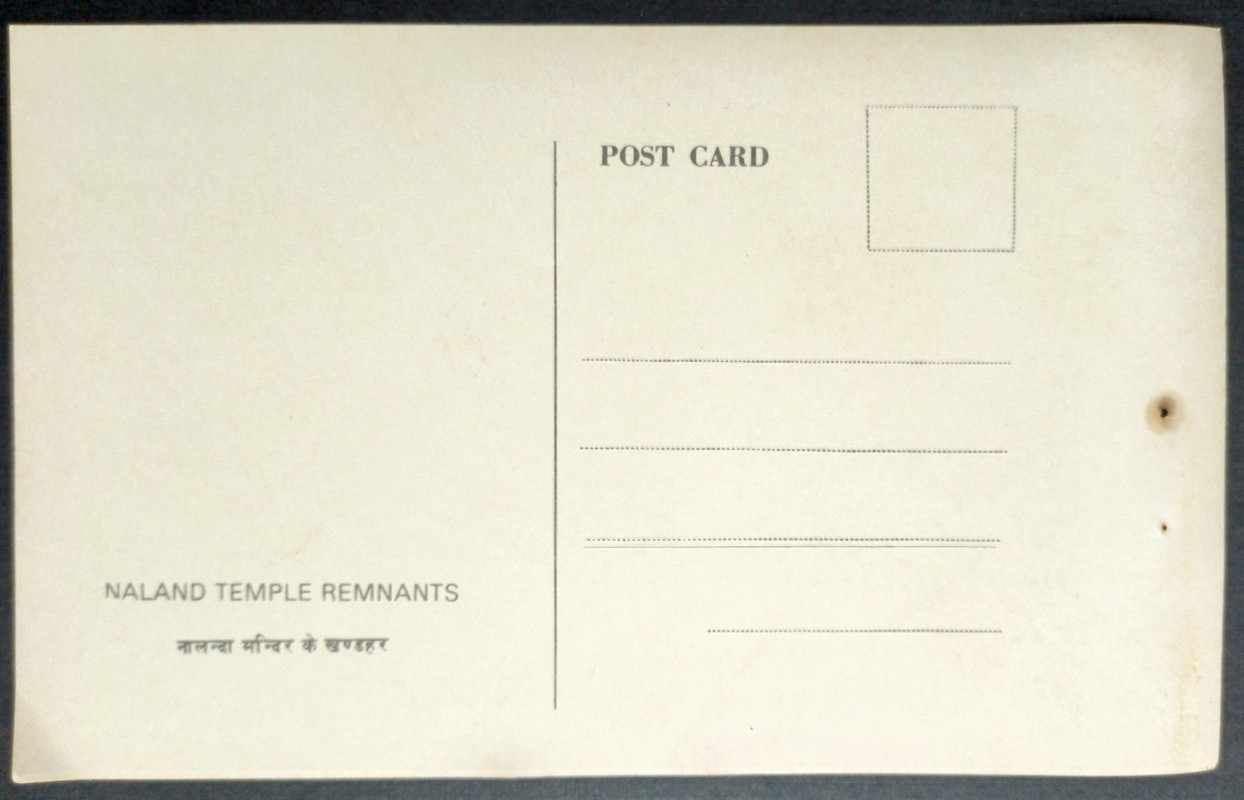 POST CARD
NALAND TEMPLE REMNANTS
नालन्दा मन्दिर के खण्डहर